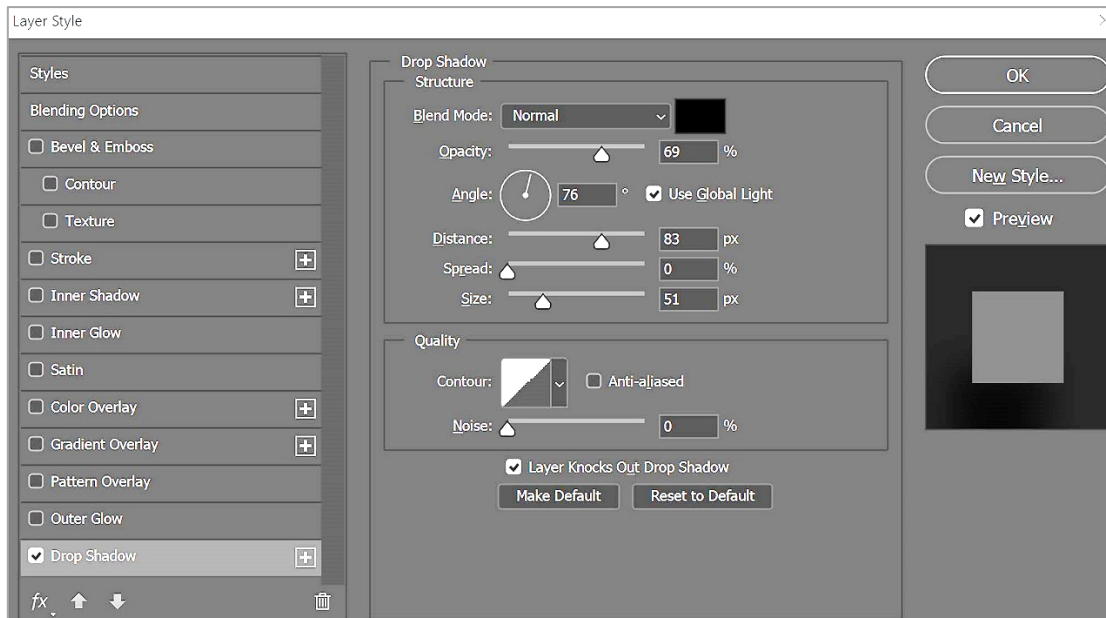 Layer Style
Styles
Blending Options
Bevel & Emboss
Contour
Texture
Stroke
Inner Shadow
Inner Glow
Satin
Color Overlay
Gradient Overlay
Pattern Overlay
Outer Glow
Drop Shadow
fx
Drop Shadow
Structure
Blend Mode: Normal
Opacity: 69 %
Angle: 76 ° Use Global Light
Distance: 83 px
Spread: 0 %
Size: 51 px
Quality
Contour: Anti-aliased
Noise: 0 %
Layer Knocks Out Drop Shadow
Make Default Reset to Default
OK
Cancel
New Style...
Preview